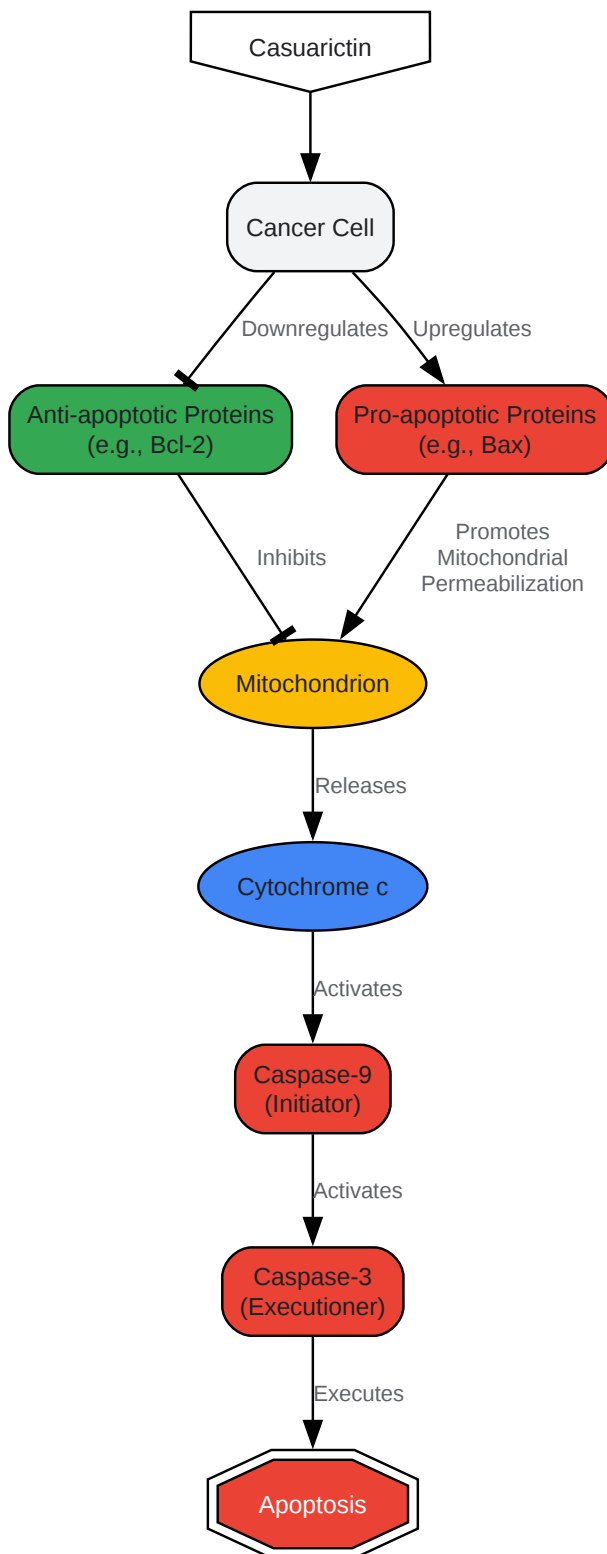 Casuarictin
Cancer Cell
Downregulates
Upregulates
Anti-apoptotic Proteins
(e.g., Bcl-2)
Pro-apoptotic Proteins
(e.g., Bax)
Inhibits
Promotes
Mitochondrial
Permeabilization
Mitochondrion
Releases
Cytochrome c
Activates
Caspase-9
(Initiator)
Activates
Caspase-3
(Executioner)
Executes
Apoptosis